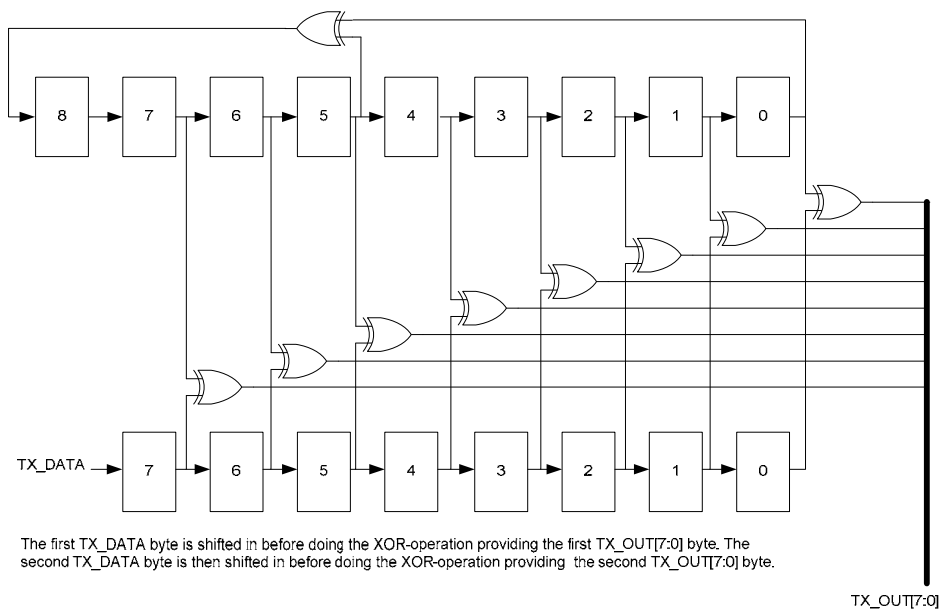 8 7 6 5 4 3 2 1 0
TX_DATA 7 6 5 4 3 2 1 0
The first TX_DATA byte is shifted in before doing the XOR-operation providing the first TX_OUT[7:0] byte. The
second TX_DATA byte is then shifted in before doing the XOR-operation providing the second TX_OUT[7:0] byte.
TX_OUT[7:0]